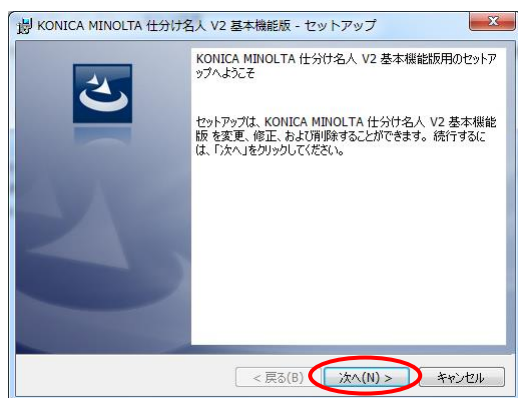 KONICA MINOLTA 仕分け名人 V2 基本機能版 - セットアップ
KONICA MINOLTA 仕分け名人 V2 基本機能版用のセットア
ップへようこそ
セットアップは、KONICA MINOLTA 仕分け名人 V2 基本機能
版 を変更、修正、および削除することができます。続行するに
は、「次へ」をクリックしてください。
< 戻る(B)
次へ(N) >
キャンセル